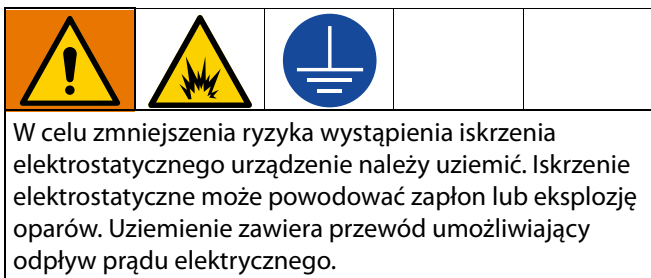 W celu zmniejszenia ryzyka wystąpienia iskrzenia
elektrostatycznego urządzenie należy uziemić. Iskrzenie
elektrostatyczne może powodować zapłon lub eksplozję
oparów. Uziemienie zawiera przewód umożliwiający
odpływ prądu elektrycznego.